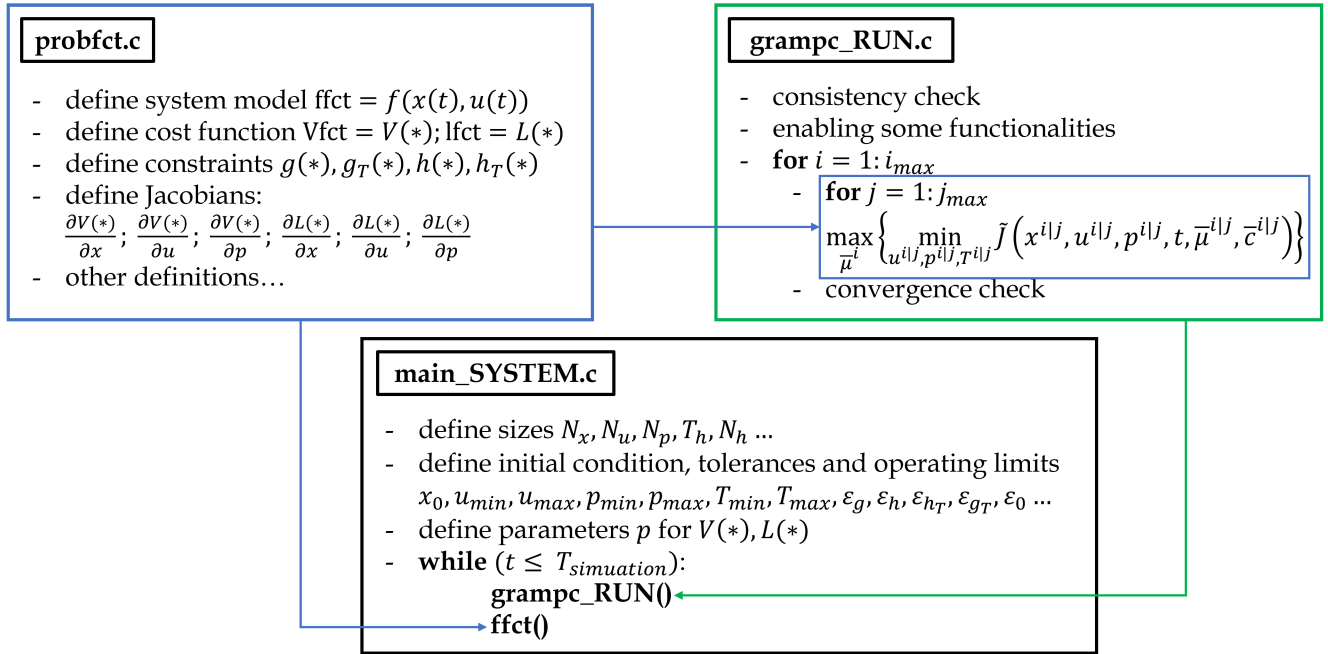 probfct.c
- define system model ffct = f(x(t), u(t))
- define cost function Vfct = V(∗); lfct = L(∗)
- define constraints g(∗), g_T(∗), h(∗), h_T(∗)
- define Jacobians:
∂V(∗)/∂x ; ∂V(∗)/∂u ; ∂V(∗)/∂p ; ∂L(∗)/∂x ; ∂L(∗)/∂u ; ∂L(∗)/∂p
- other definitions…
grampc_RUN.c
- consistency check
- enabling some functionalities
- for i = 1: i_max
- for j = 1: j_max
max_{μ̅^i} { min_{u^{i|j}, p^{i|j}, T^{i|j}} J̃ (x^{i|j}, u^{i|j}, p^{i|j}, t, μ̅^{i|j}, c̅^{i|j}) }
- convergence check
main_SYSTEM.c
- define sizes N_x, N_u, N_p, T_h, N_h …
- define initial condition, tolerances and operating limits
x_0, u_min, u_max, p_min, p_max, T_min, T_max, ε_g, ε_h, ε_{h_T}, ε_{g_T}, ε_0 …
- define parameters p for V(∗), L(∗)
- while (t ≤ T_simuation):
grampc_RUN()
ffct()